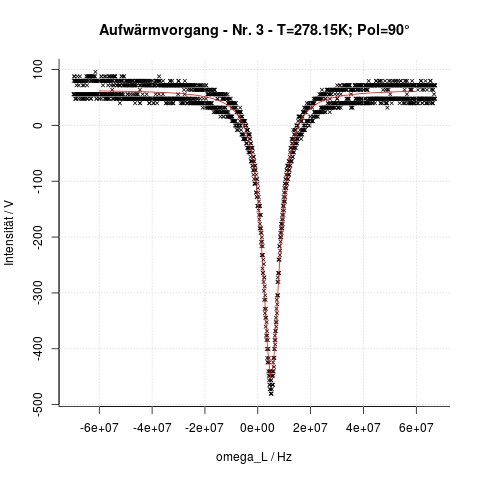 Aufwärmvorgang - Nr. 3 - T=278.15K; Pol=90°
Intensität / V
100
0
-100
-200
-300
-400
-500
-6e+07 -4e+07 -2e+07 0e+00 2e+07 4e+07 6e+07
omega_L / Hz